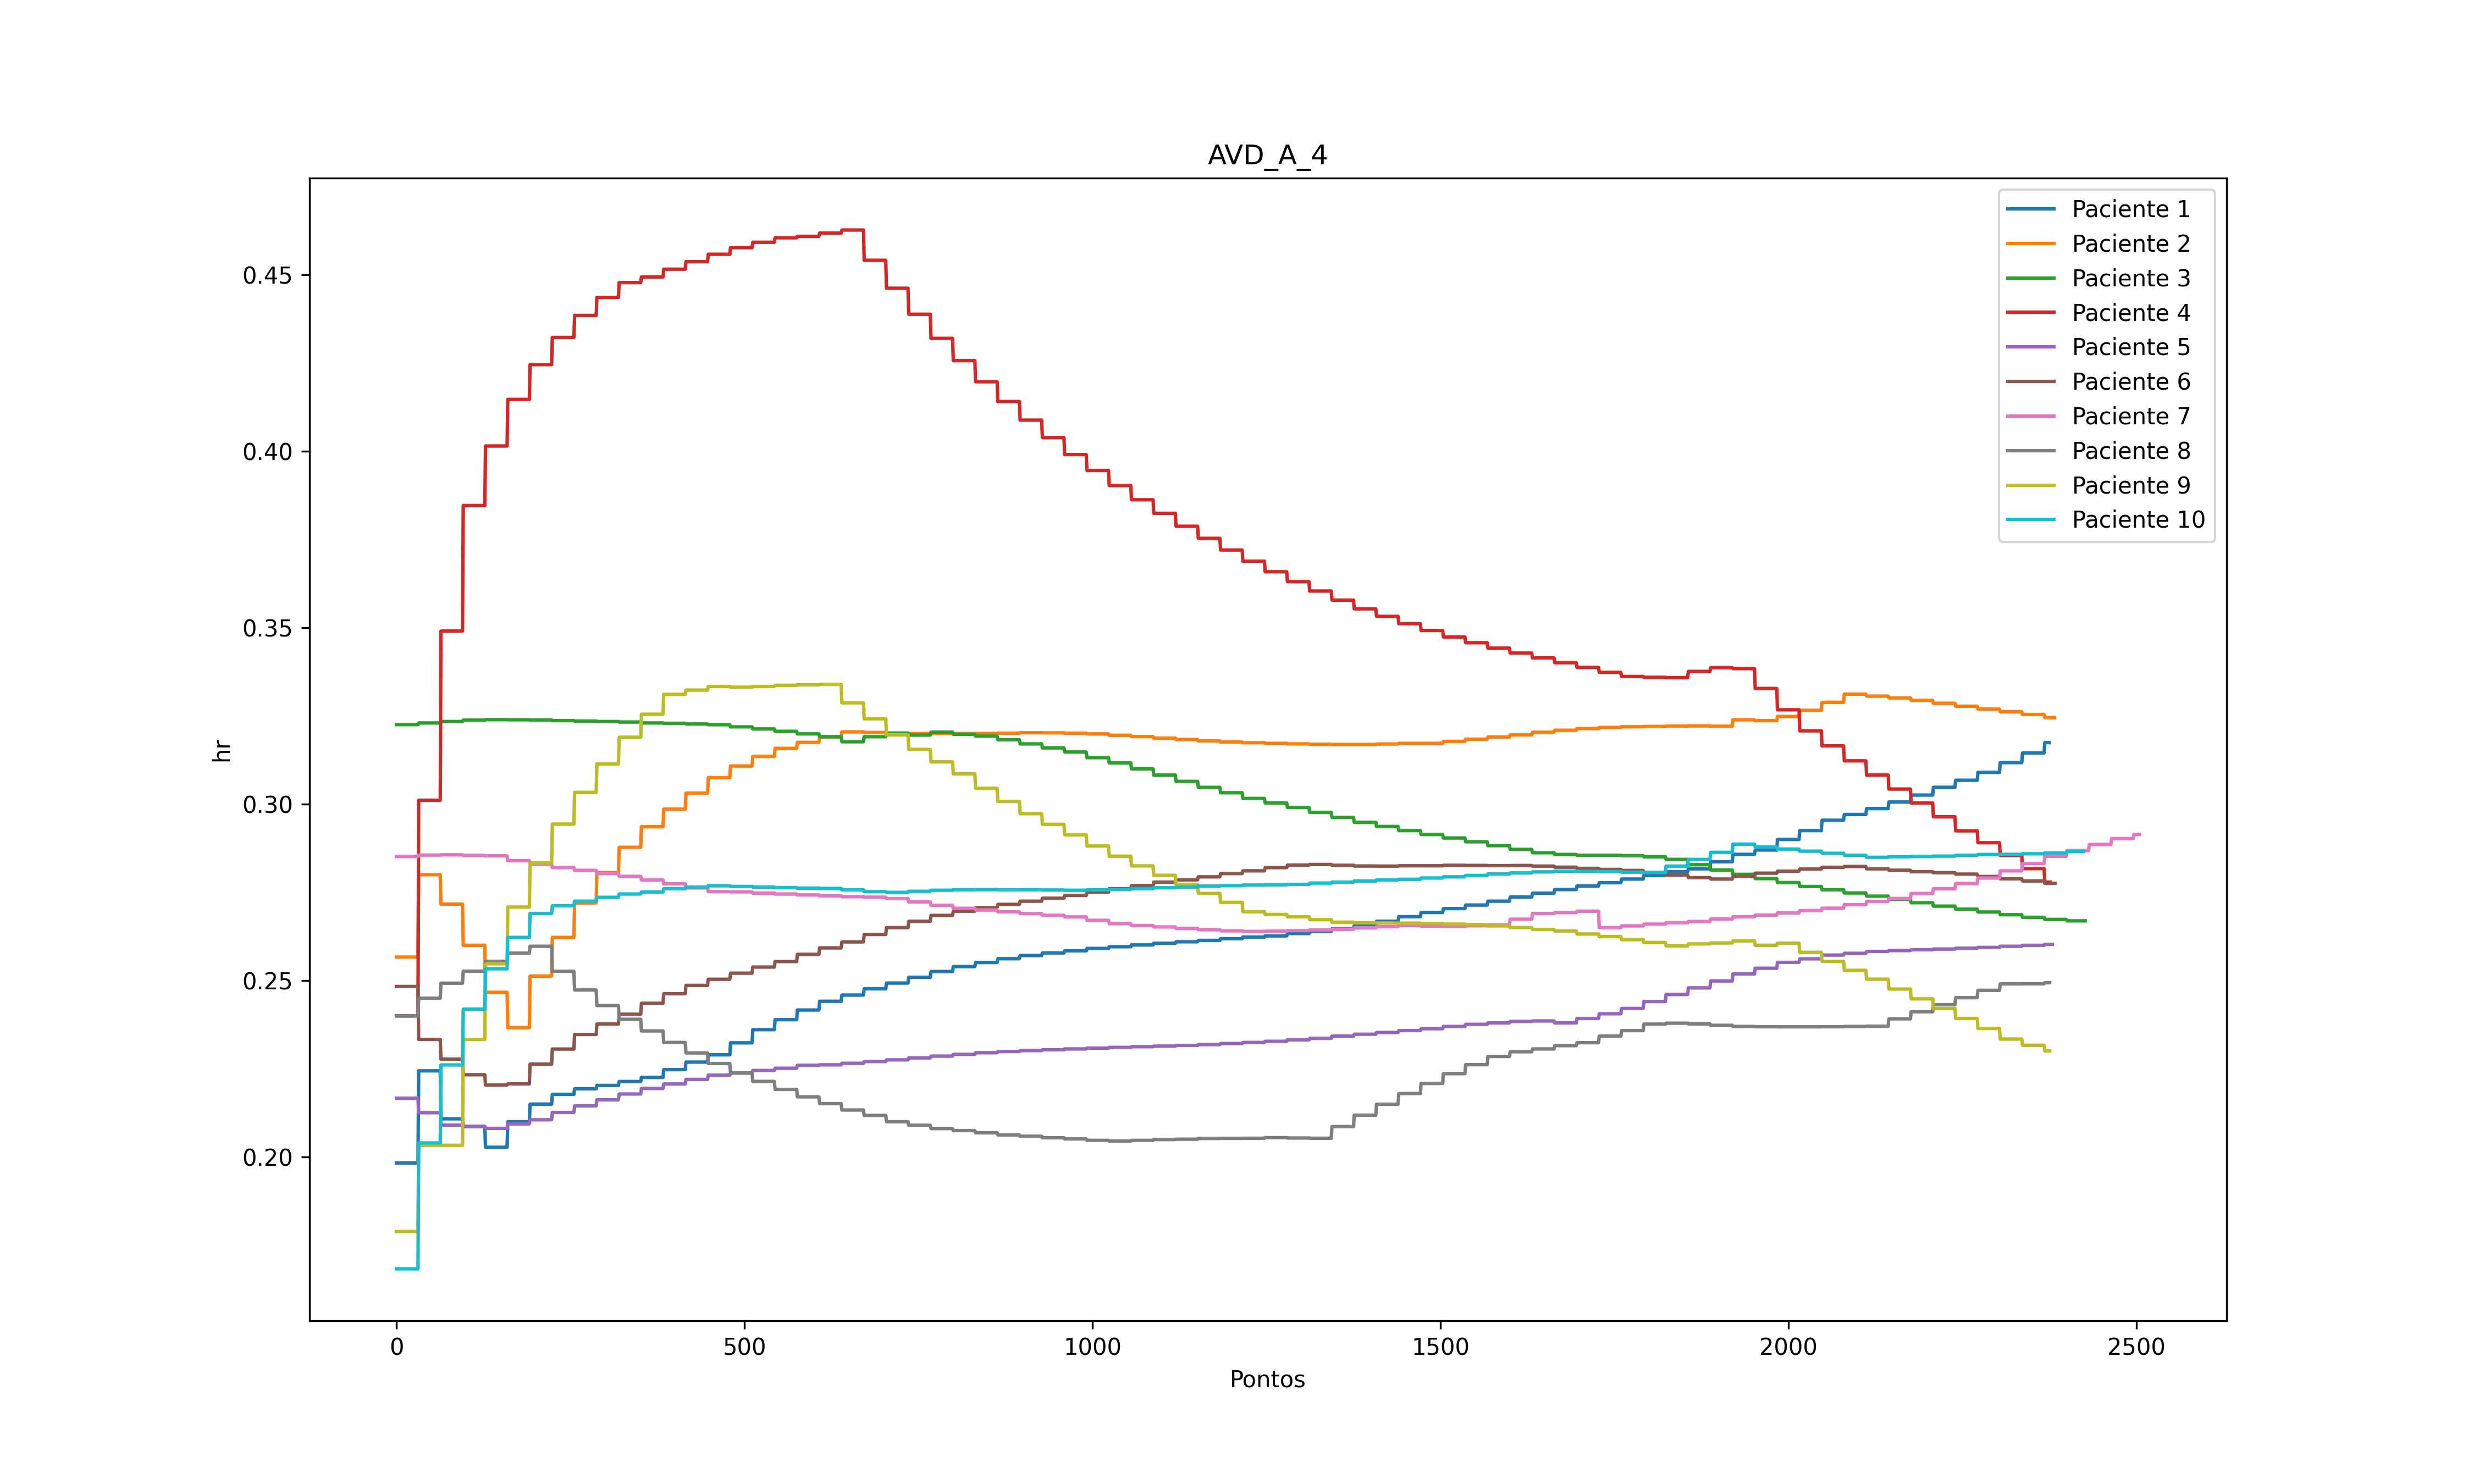 AVD_A_4
Paciente 1
Paciente 2
Paciente 3
Paciente 4
Paciente 5
Paciente 6
Paciente 7
Paciente 8
Paciente 9
Paciente 10
0.45
0.40
0.35
0.30
0.25
0.20
hr
0 500 1000 1500 2000 2500
Pontos